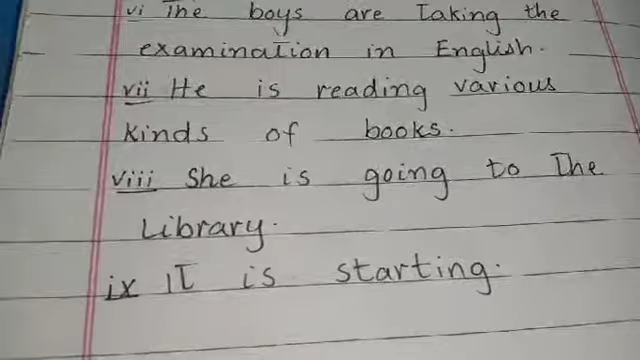 vi The boys are Taking the
examination in English.
vii He is reading various
Kinds of books.
viii She is going to The
Library.
ix IT is starting.